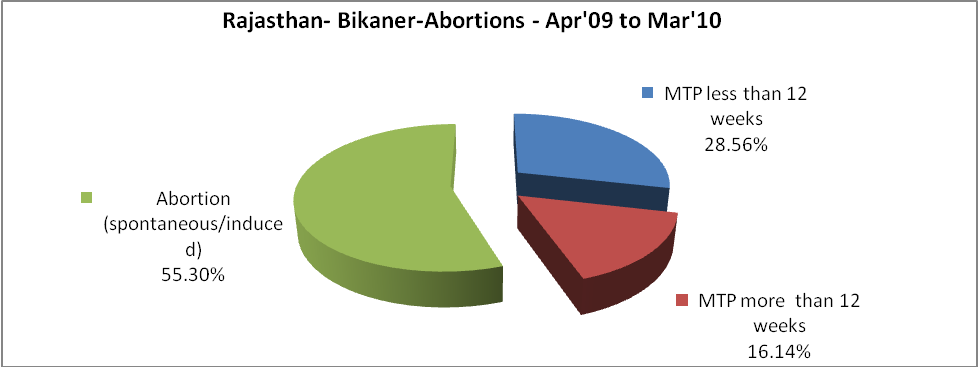 Rajasthan- Bikaner-Abortions - Apr'09 to Mar'10
MTP less than 12
weeks
28.56%
Abortion
(spontaneous/induce
d)
55.30%
MTP more than 12
weeks
16.14%